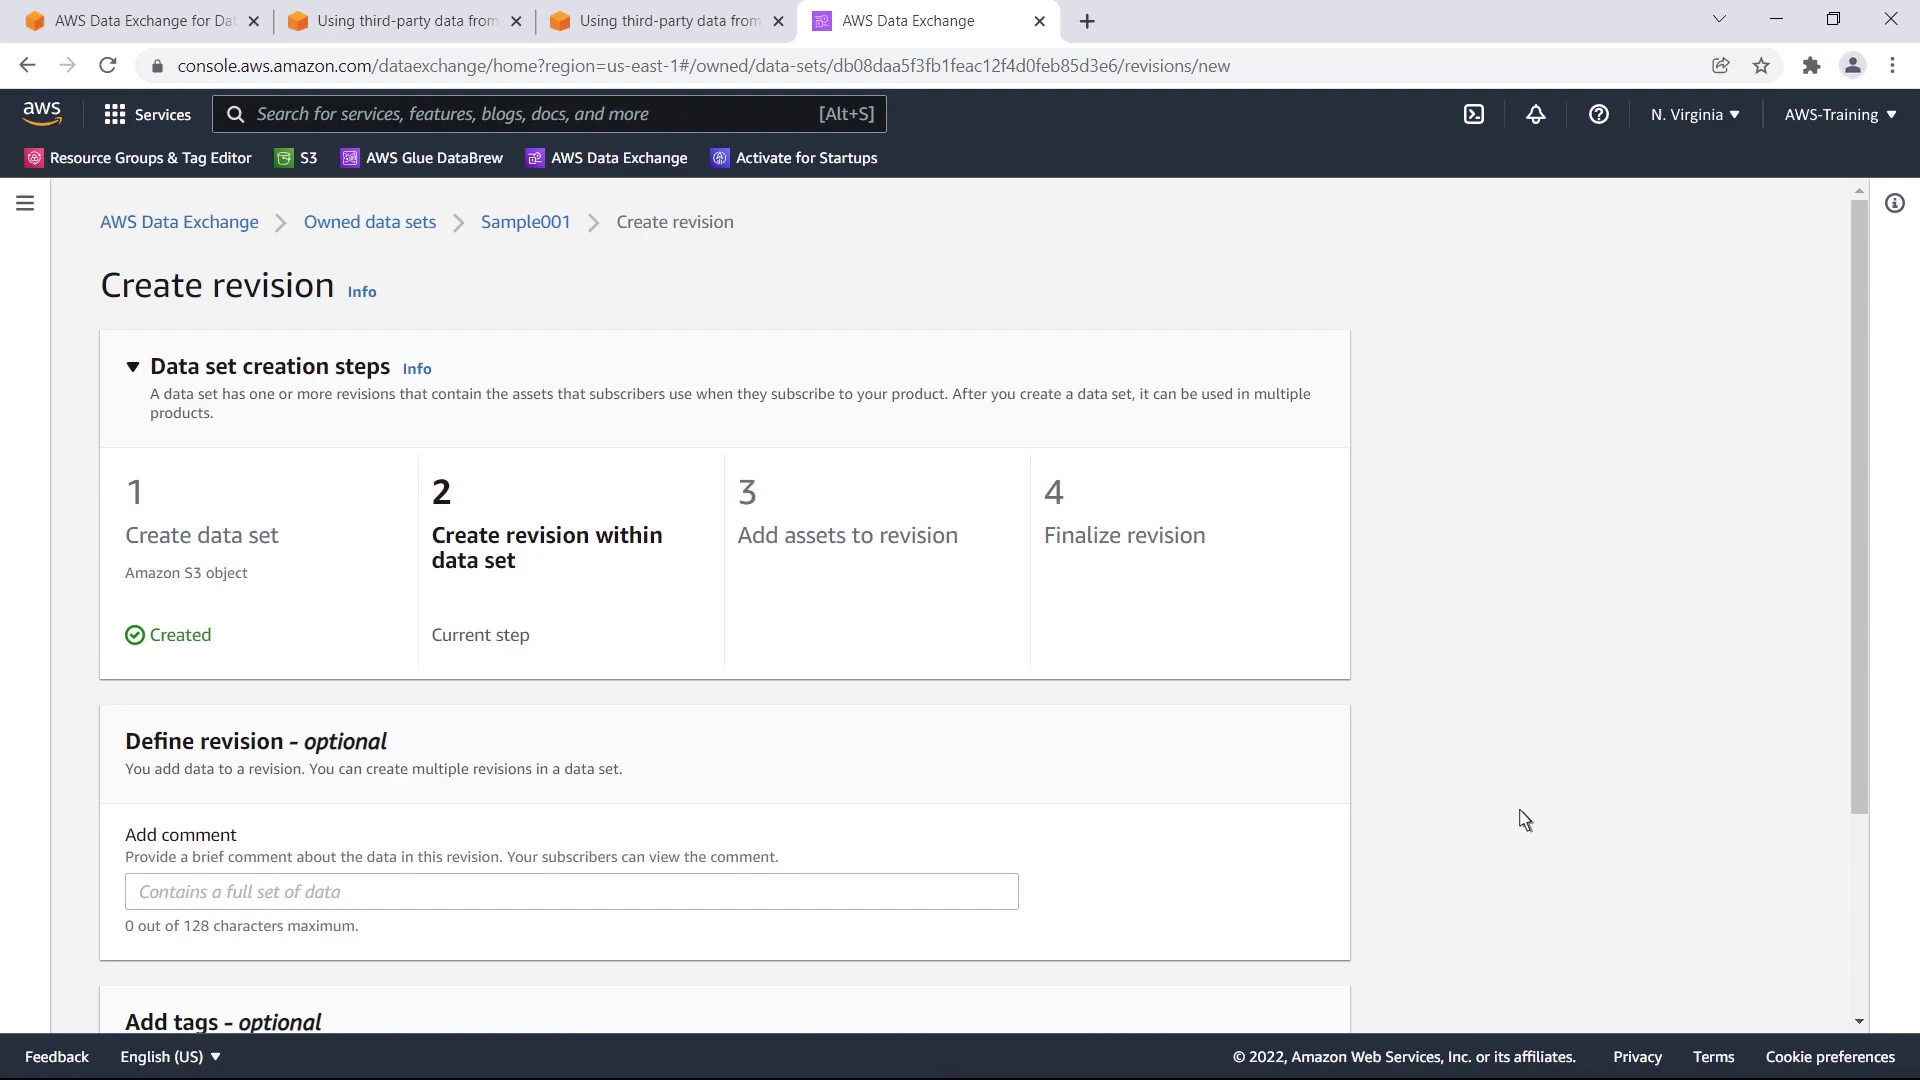 AWS Data Exchange for Dat
Using third-party data from
Using third-party data from
AWS Data Exchange
console.aws.amazon.com/dataexchange/home?region=us-east-1#/owned/data-sets/db08daa5f3fb1feac12f4d0feb85d3e6/revisions/new
aws
Services
Search for services, features, blogs, docs, and more
[Alt+S]
N. Virginia
AWS-Training
Resource Groups & Tag Editor
S3
AWS Glue DataBrew
AWS Data Exchange
Activate for Startups
AWS Data Exchange
Owned data sets
Sample001
Create revision
Create revision Info
Data set creation steps Info
A data set has one or more revisions that contain the assets that subscribers use when they subscribe to your product. After you create a data set, it can be used in multiple
products.
1
Create data set
Amazon S3 object
Created
2
Create revision within
data set
Current step
3
Add assets to revision
4
Finalize revision
Define revision - optional
You add data to a revision. You can create multiple revisions in a data set.
Add comment
Provide a brief comment about the data in this revision. Your subscribers can view the comment.
Contains a full set of data
0 out of 128 characters maximum.
Add tags - optional
Feedback
English (US)
© 2022, Amazon Web Services, Inc. or its affiliates.
Privacy
Terms
Cookie preferences